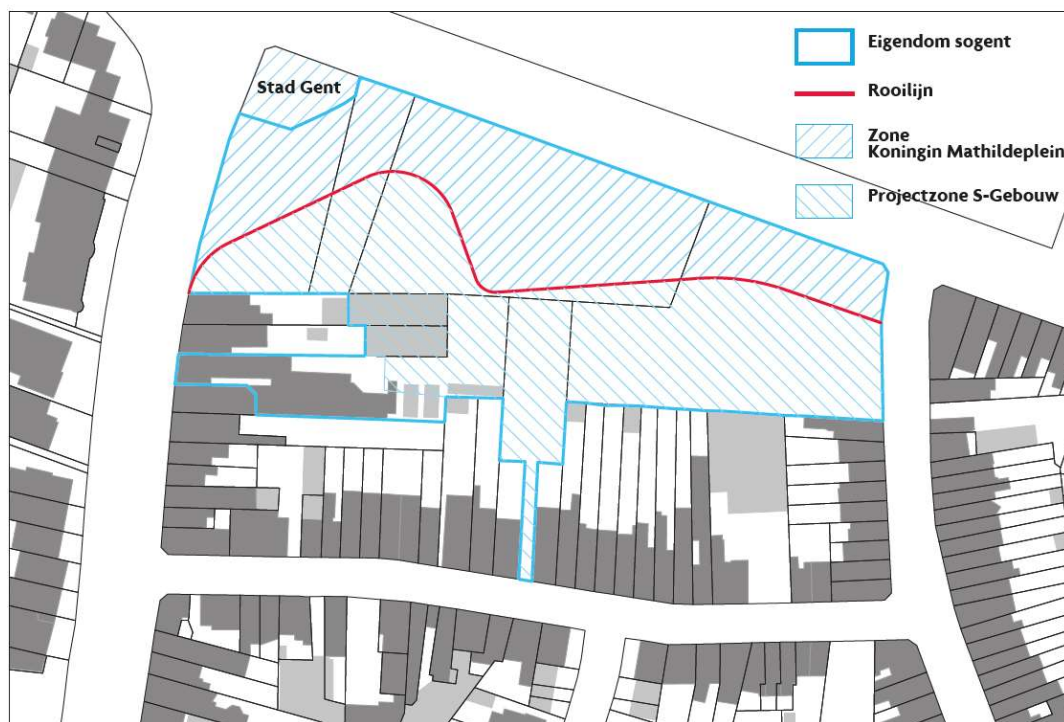 Stad Gent
Eigendom sogent
Rooilijn
Zone
Koningin Mathildeplein
Projectzone S-Gebouw